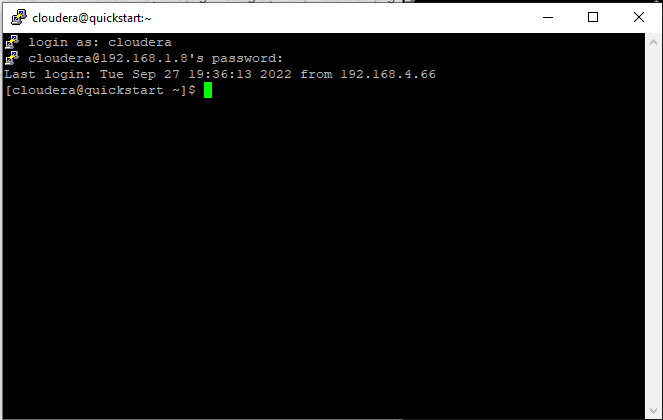 cloudera@quickstart:~
login as: cloudera
cloudera@192.168.1.8's password:
Last login: Tue Sep 27 19:36:13 2022 from 192.168.4.66
[cloudera@quickstart ~]$